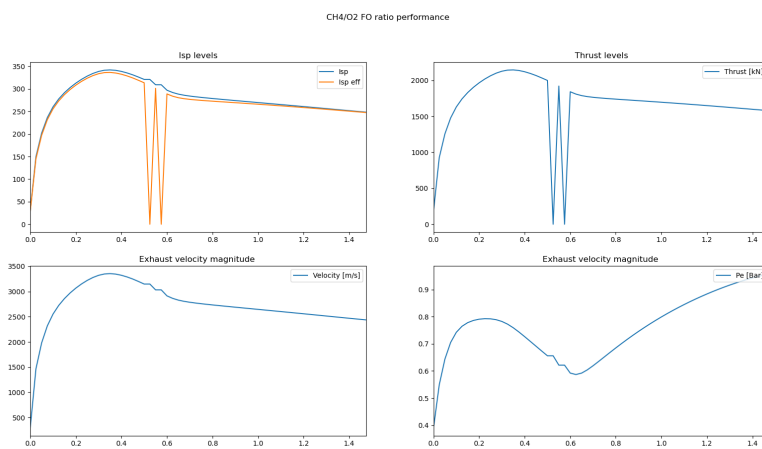 CH4/O2 FO ratio performance
Isp levels
Isp
Isp eff
350
300
250
200
150
100
50
0
0.0 0.2 0.4 0.6 0.8 1.0 1.2 1.4
Thrust levels
Thrust [kN]
2000
1500
1000
500
0
0.0 0.2 0.4 0.6 0.8 1.0 1.2 1.4
Exhaust velocity magnitude
Velocity [m/s]
3500
3000
2500
2000
1500
1000
500
0.0 0.2 0.4 0.6 0.8 1.0 1.2 1.4
Exhaust velocity magnitude
Pe [Bar]
0.9
0.8
0.7
0.6
0.5
0.4
0.0 0.2 0.4 0.6 0.8 1.0 1.2 1.4